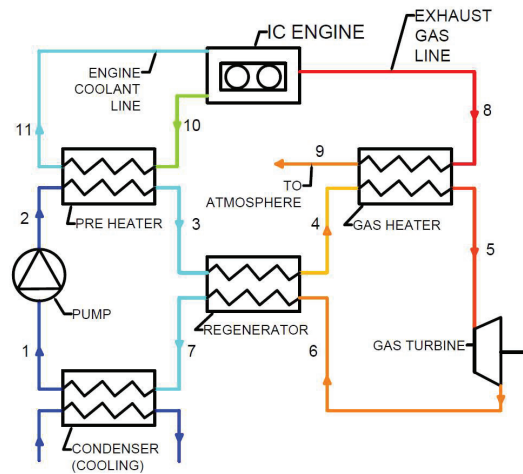 IC ENGINE
EXHAUST
GAS
LINE
ENGINE
COOLANT
LINE
11
10
8
9
TO
ATMOSPHERE
2
PRE HEATER
3
4
GAS HEATER
5
PUMP
REGENERATOR
GAS TURBINE
1
7
6
CONDENSER
(COOLING)